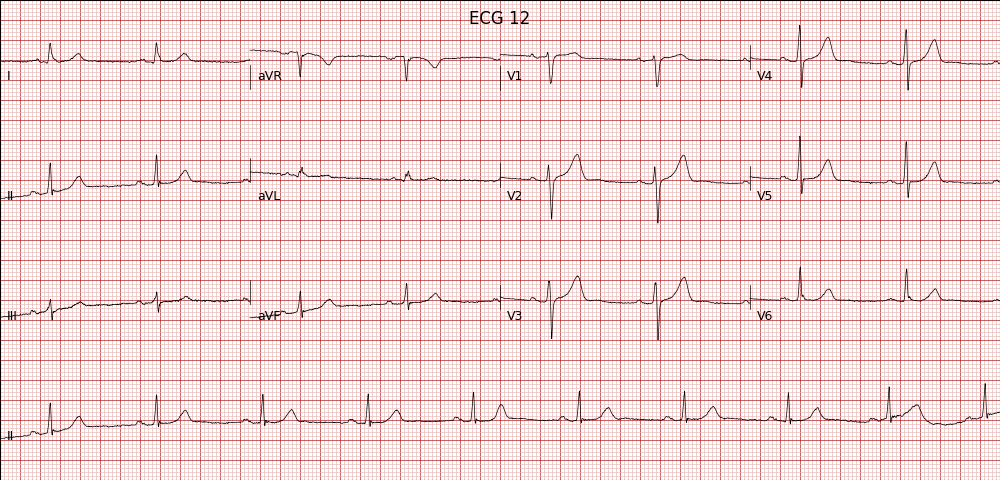 ECG 12
I aVR V1 V4
II aVL V2 V5
III aVF V3 V6
II